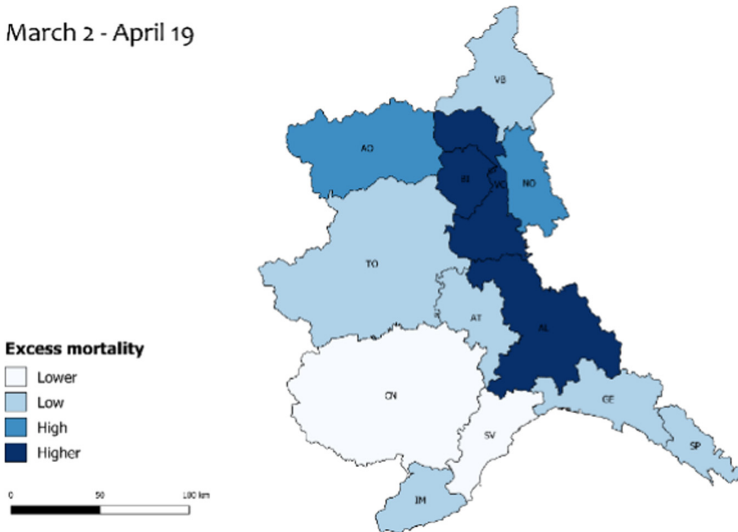 March 2 - April 19
VB
AO
BI
VC
NO
TO
AT
AL
CN
GE
SV
SP
IM
Excess mortality
Lower
Low
High
Higher
0 50 100 km